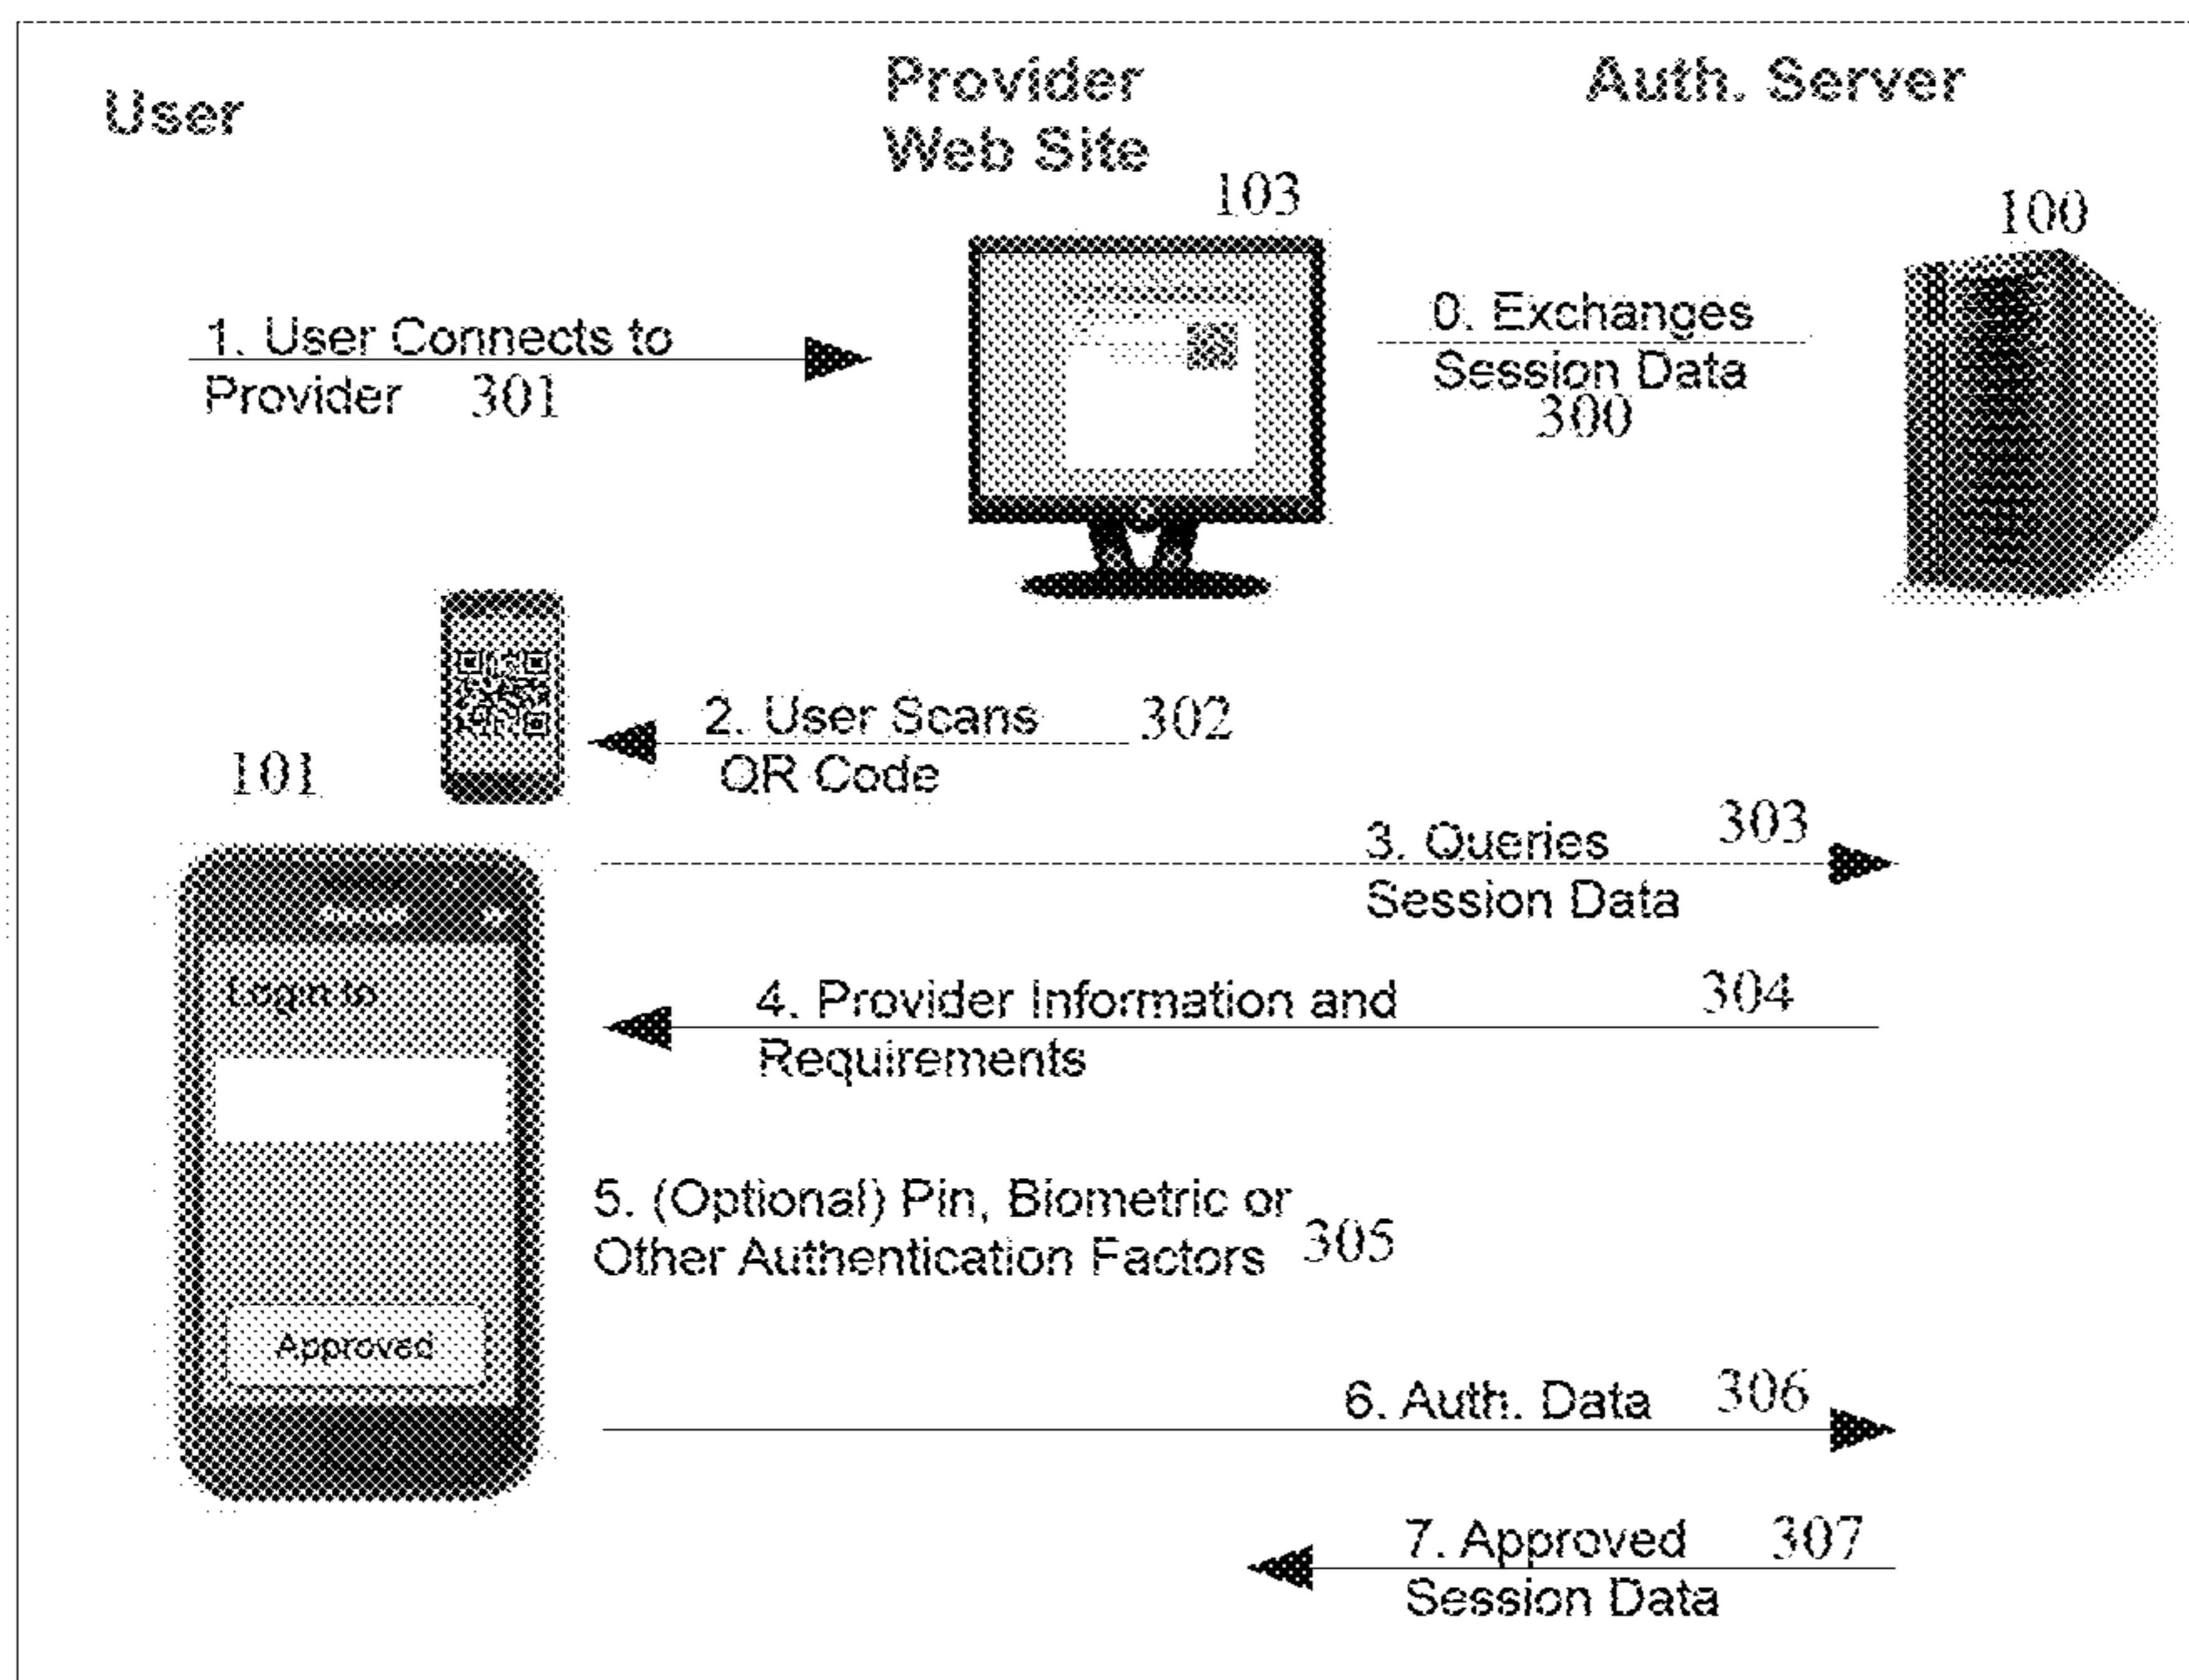 User
Provider
Web Site
Auth. Server
103
100
1. User Connects to
Provider 301
0. Exchanges
Session Data
300
2. User Scans 302
QR Code
101
3. Queries 303
Session Data
Login to
4. Provider Information and 304
Requirements
5. (Optional) Pin, Biometric or
Other Authentication Factors 305
Approved
6. Auth. Data 306
7. Approved 307
Session Data